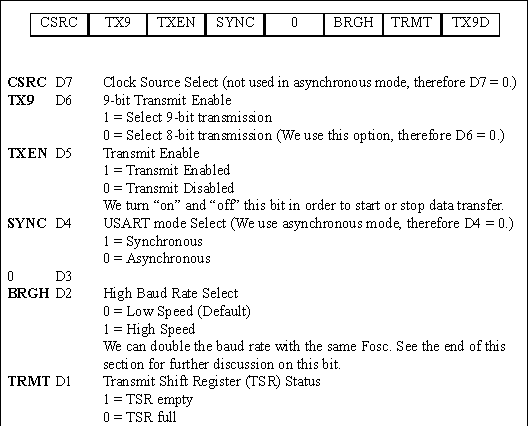 CSRC TX9 TXEN SYNC 0 BRGH TRMT TX9D
CSRC D7 Clock Source Select (not used in asynchronous mode, therefore D7 = 0.)
TX9 D6 9-bit Transmit Enable
1 = Select 9-bit transmission
0 = Select 8-bit transmission (We use this option, therefore D6 = 0.)
TXEN D5 Transmit Enable
1 = Transmit Enabled
0 = Transmit Disabled
We turn “on” and “off” this bit in order to start or stop data transfer.
SYNC D4 USART mode Select (We use asynchronous mode, therefore D4 = 0.)
1 = Synchronous
0 = Asynchronous
0 D3
BRGH D2 High Baud Rate Select
0 = Low Speed (Default)
1 = High Speed
We can double the baud rate with the same Fosc. See the end of this
section for further discussion on this bit.
TRMT D1 Transmit Shift Register (TSR) Status
1 = TSR empty
0 = TSR full